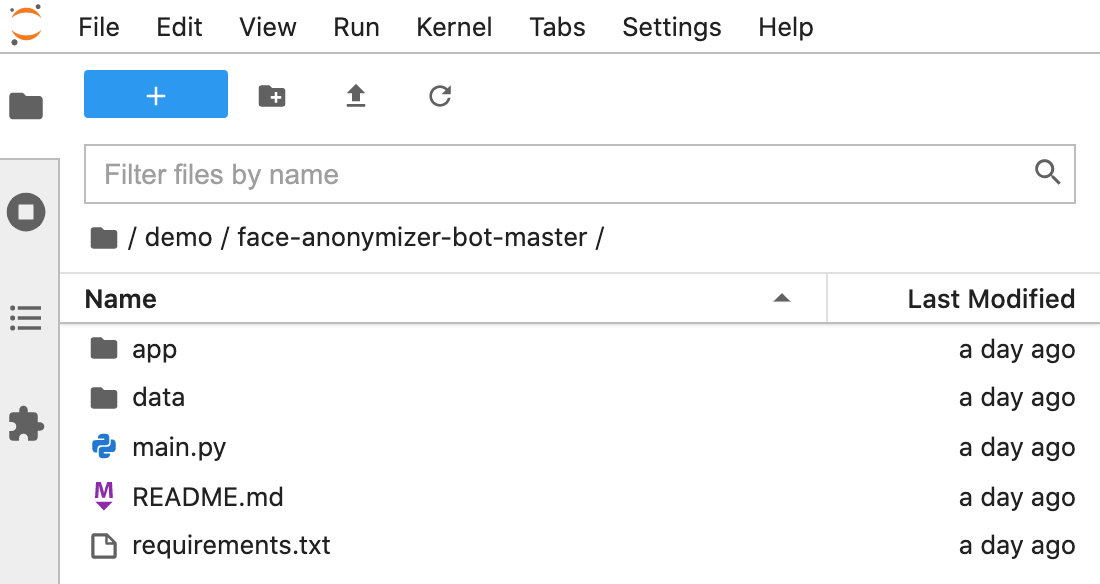 File Edit View Run Kernel Tabs Settings Help
+
Filter files by name
/ demo / face-anonymizer-bot-master /
Name Last Modified
app a day ago
data a day ago
main.py a day ago
README.md a day ago
requirements.txt a day ago